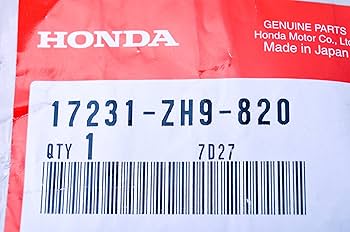 HONDA
GENUINE PARTS
Honda Motor Co., Ltd.
Made in Japan
17231-ZH9-820
QTY 1 7D27